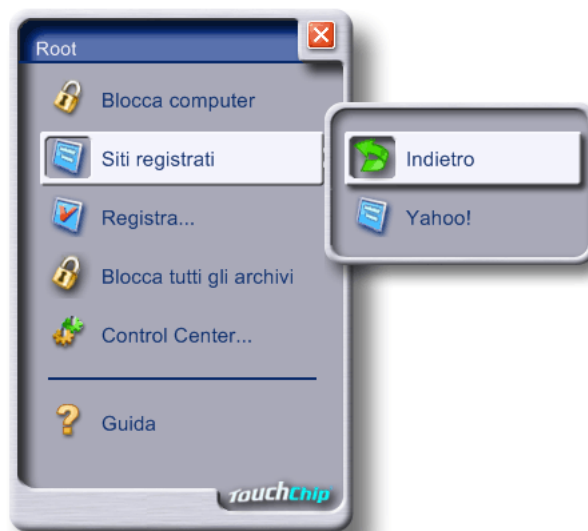 Root
Blocca computer
Siti registrati
Registra...
Blocca tutti gli archivi
Control Center...
Guida
TouchChip
Indietro
Yahoo!